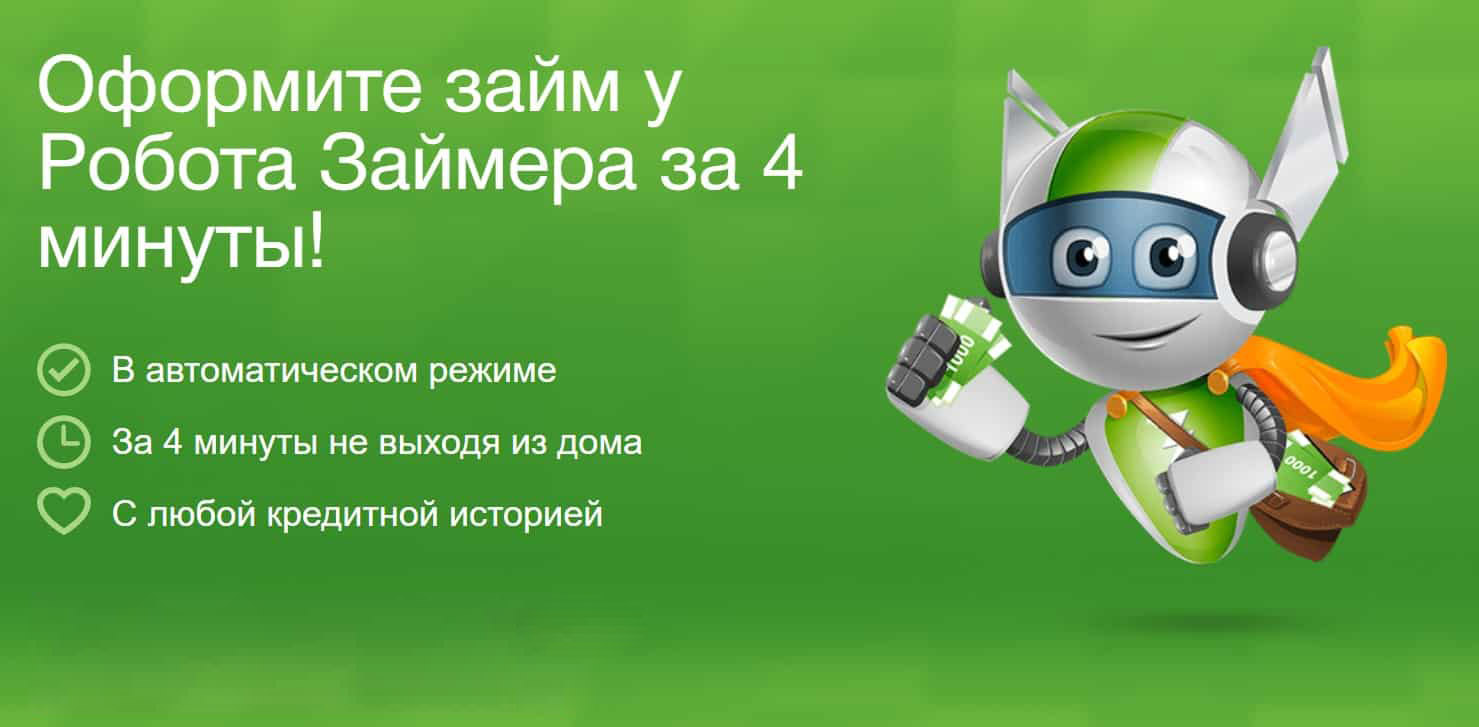 Оформите займ у
Робота Займера за 4
минуты!
В автоматическом режиме
За 4 минуты не выходя из дома
С любой кредитной историей
1000
1000